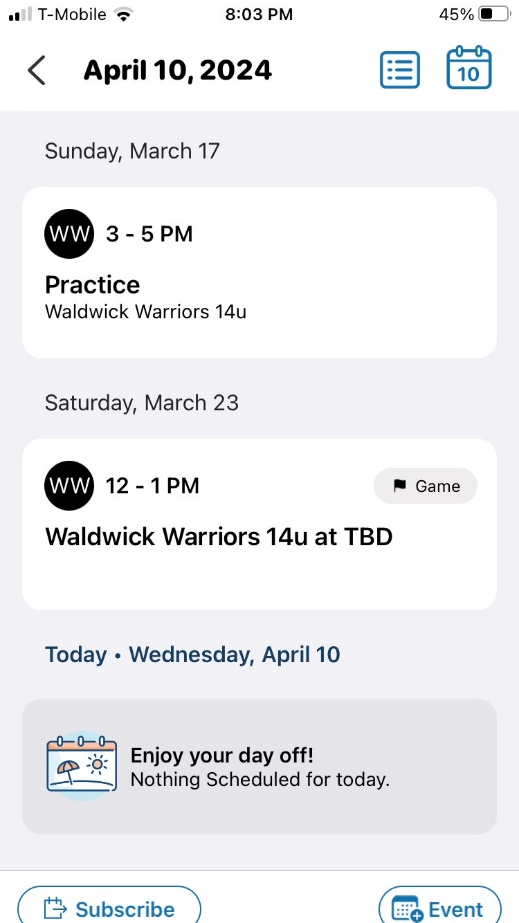 T-Mobile 8:03 PM 45%
April 10, 2024 10
Sunday, March 17
WW 3 - 5 PM
Practice
Waldwick Warriors 14u
Saturday, March 23
WW 12 - 1 PM Game
Waldwick Warriors 14u at TBD
Today • Wednesday, April 10
Enjoy your day off!
Nothing Scheduled for today.
Subscribe Event